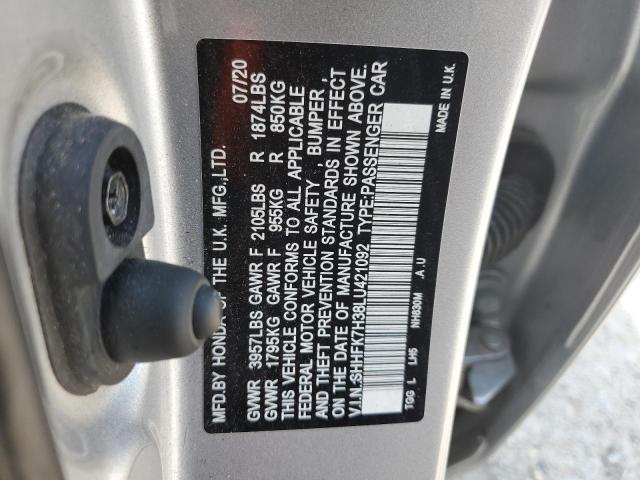 MFD.BY HONDA OF THE U.K. MFG.,LTD. 07/20
GVWR 3957LBS GAWR F 2105LBS R 1874LBS
GVWR 1795KG GAWR F 955KG R 850KG
THIS VEHICLE CONFORMS TO ALL APPLICABLE
FEDERAL MOTOR VEHICLE SAFETY , BUMPER,
AND THEFT PREVENTION STANDARDS IN EFFECT
ON THE DATE OF MANUFACTURE SHOWN ABOVE.
V.I.N.:SHHFK7H38LU421092 TYPE:PASSENGER CAR
TGG L LH5 NH830M .A .U MADE IN U.K.